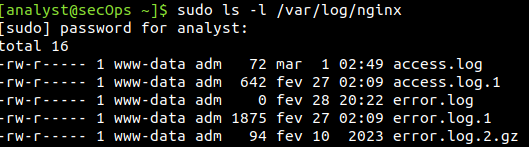 [analyst@secOps ~]$ sudo ls -l /var/log/nginx
[sudo] password for analyst:
total 16
-rw-r----- 1 www-data adm   72 mar  1 02:49 access.log
-rw-r----- 1 www-data adm  642 fev 27 02:09 access.log.1
-rw-r----- 1 www-data adm    0 fev 28 20:22 error.log
-rw-r----- 1 www-data adm 1875 fev 27 02:09 error.log.1
-rw-r----- 1 www-data adm   94 fev 10  2023 error.log.2.gz